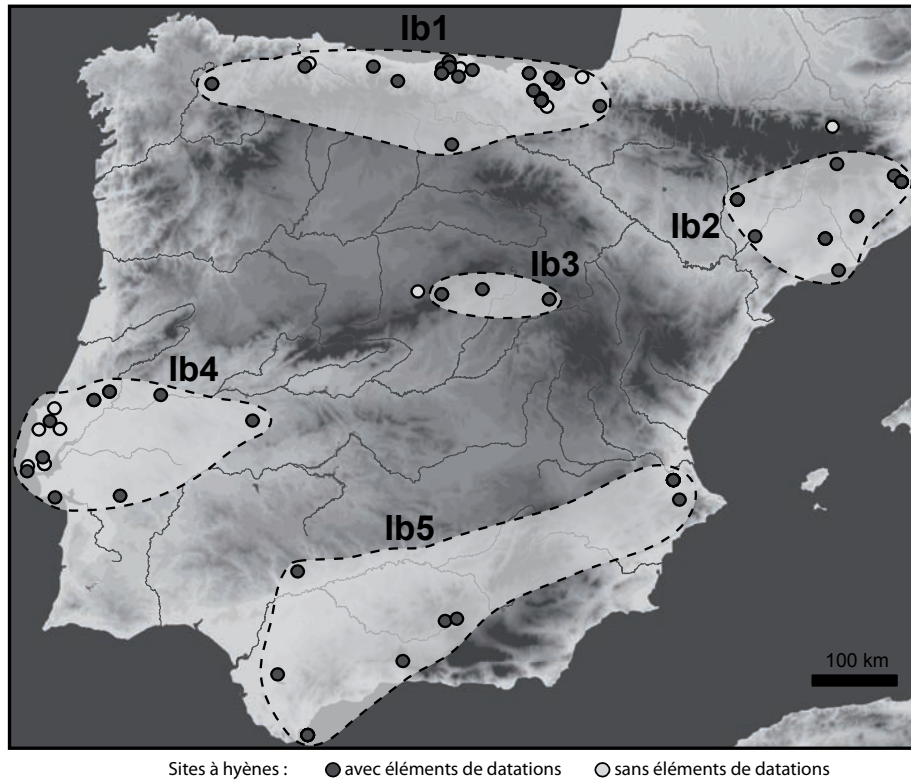 Ib1
Ib2
Ib3
Ib4
Ib5
100 km
Sites à hyènes : avec éléments de datations sans éléments de datations